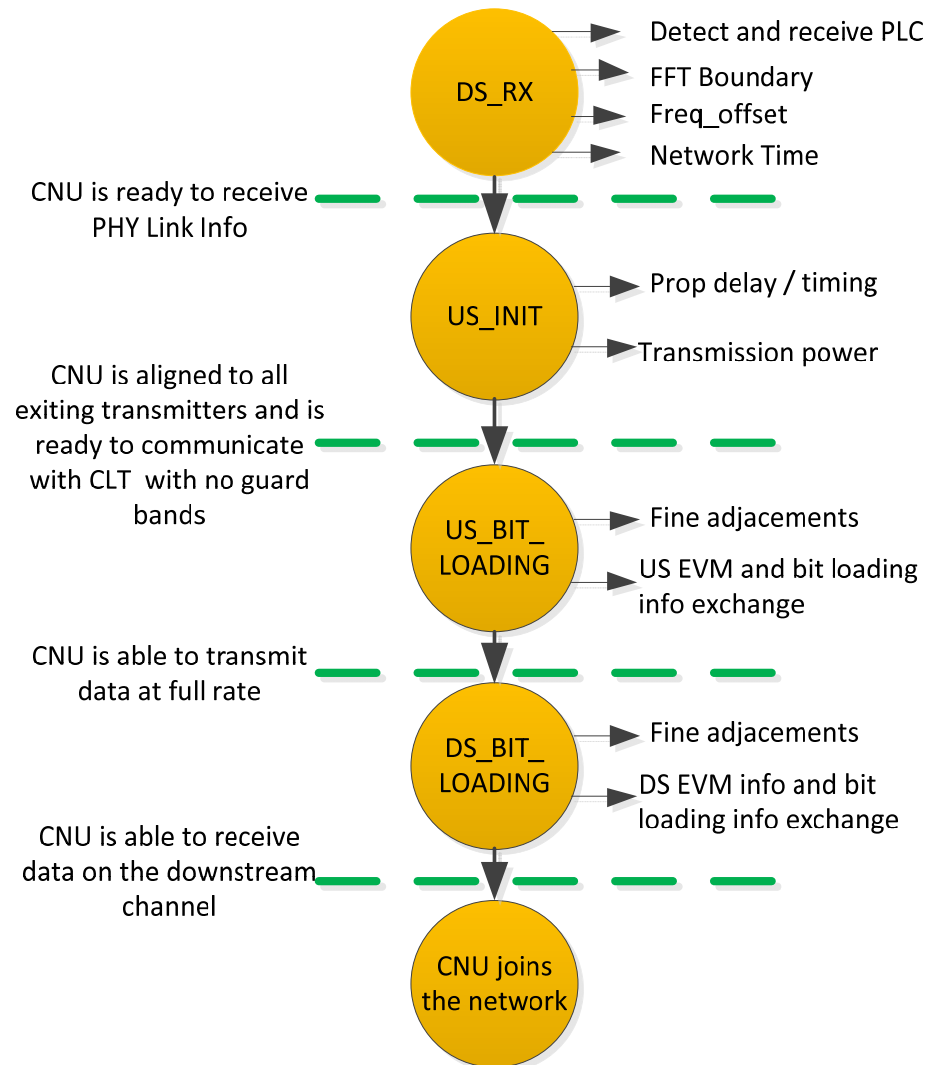 DS_RX
Detect and receive PLC
FFT Boundary
Freq_offset
Network Time
CNU is ready to receive
PHY Link Info
US_INIT
Prop delay / timing
Transmission power
CNU is aligned to all
exiting transmitters and is
ready to communicate
with CLT with no guard
bands
US_BIT_
LOADING
Fine adjacements
US EVM and bit loading
info exchange
CNU is able to transmit
data at full rate
DS_BIT_
LOADING
Fine adjacements
DS EVM info and bit
loading info exchange
CNU is able to receive
data on the downstream
channel
CNU joins
the network